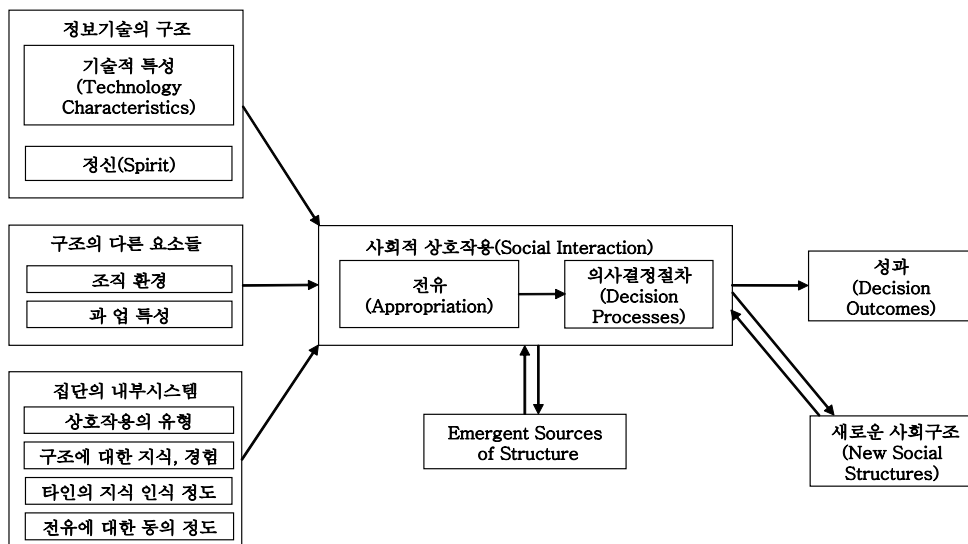 정보기술의 구조
기술적 특성
(Technology
Characteristics)
정신(Spirit)
구조의 다른 요소들
조직 환경
과 업 특성
집단의 내부시스템
상호작용의 유형
구조에 대한 지식, 경험
타인의 지식 인식 정도
전유에 대한 동의 정도
사회적 상호작용(Social Interaction)
전유
(Appropriation)
의사결정절차
(Decision
Processes)
Emergent Sources
of Structure
성과
(Decision
Outcomes)
새로운 사회구조
(New Social
Structures)